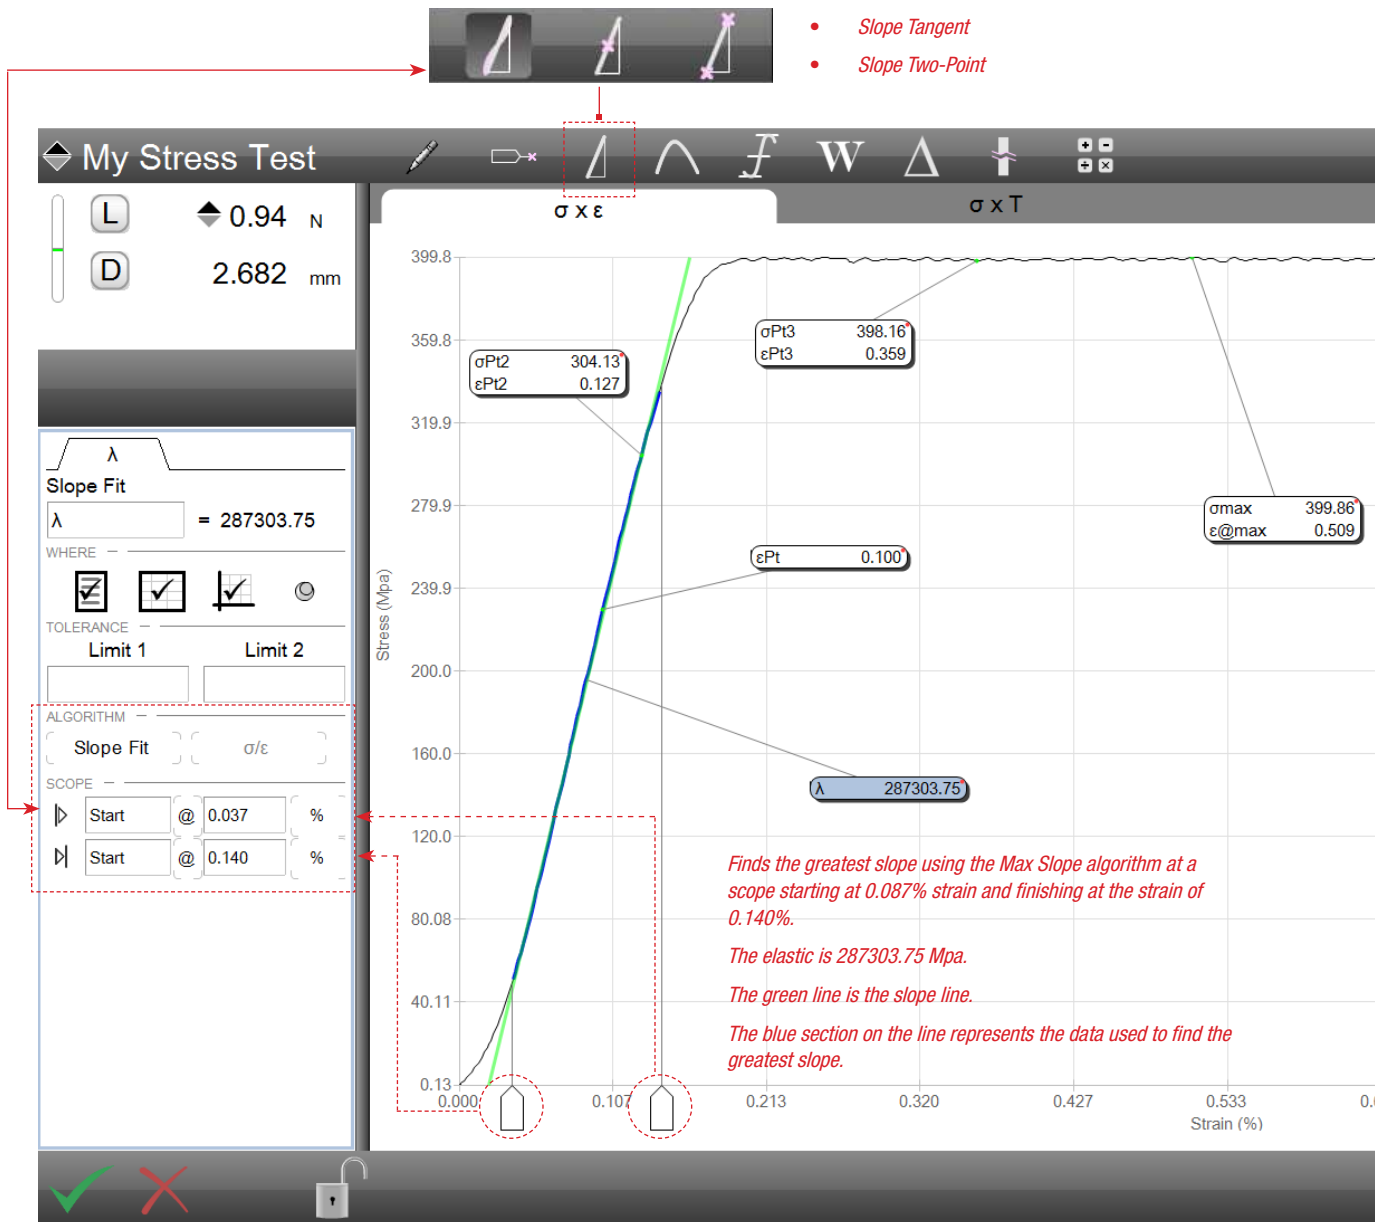 • Slope Tangent
• Slope Two-Point
My Stress Test
W
L 0.94 N
D 2.682 mm
σ x ε
σ x T
399.8
359.8
319.9
279.9
239.9
200.0
160.0
120.0
80.08
40.11
0.13
Stress (Mpa)
0.000
0.107
0.213
0.320
0.427
0.533
Strain (%)
σPt2 304.13*
εPt2 0.127
σPt3 398.16*
εPt3 0.359
σmax 399.86*
ε@max 0.509
εPt 0.100*
λ 287303.75*
λ
Slope Fit
λ = 287303.75
WHERE
TOLERANCE
Limit 1 Limit 2
ALGORITHM
Slope Fit σ/ε
SCOPE
Start @ 0.037 %
Start @ 0.140 %
Finds the greatest slope using the Max Slope algorithm at a
scope starting at 0.087% strain and finishing at the strain of
0.140%.
The elastic is 287303.75 Mpa.
The green line is the slope line.
The blue section on the line represents the data used to find the
greatest slope.